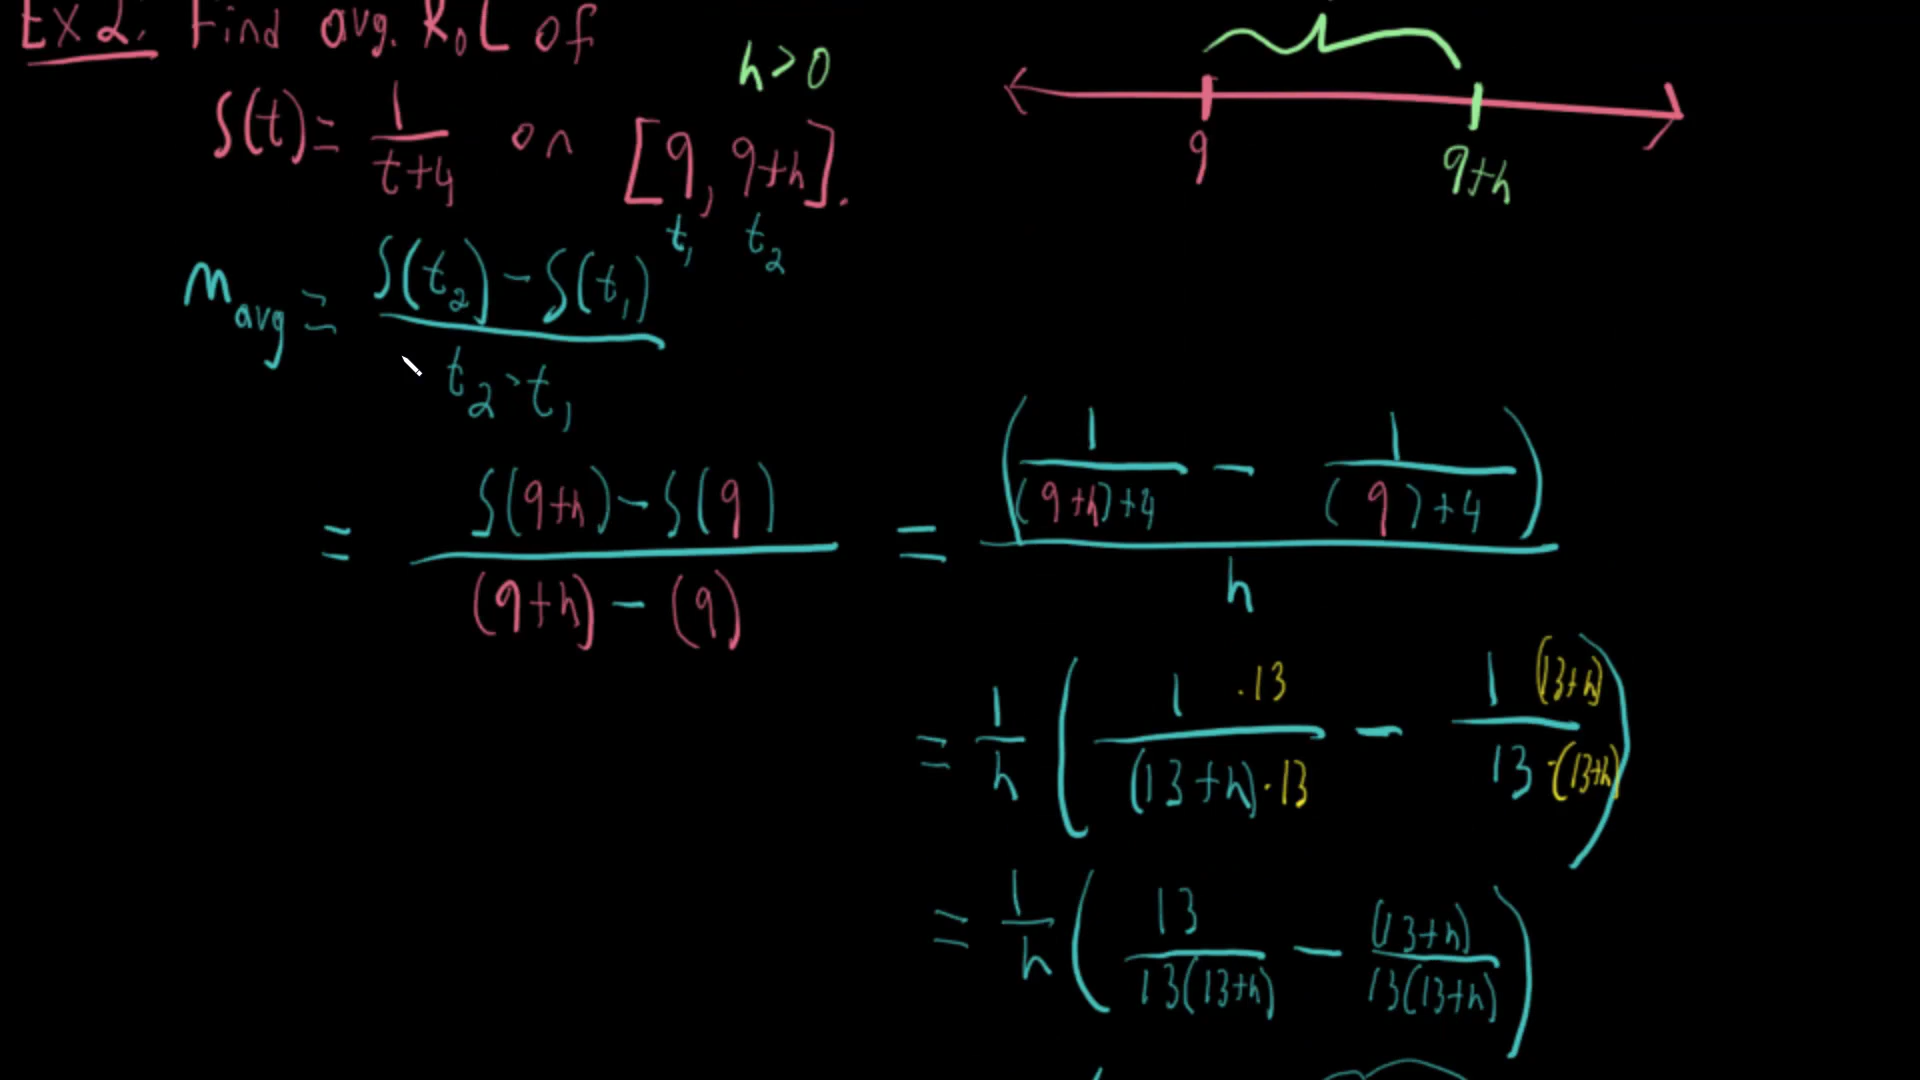 Ex 2: Find avg. RoC of
h > 0
S(t) = 1/(t+4) on [9, 9+h].
t₁ t₂
9 9+h
m_avg = (S(t₂) - S(t₁))/(t₂ - t₁)
= (S(9+h) - S(9))/((9+h) - (9)) = (1/((9+h)+4) - 1/((9)+4))/h
= 1/h (1 · 13/((13+h) · 13) - 1 (13+h)/(13 · (13+h)))
= 1/h (13/(13(13+h)) - (13+h)/(13(13+h)))